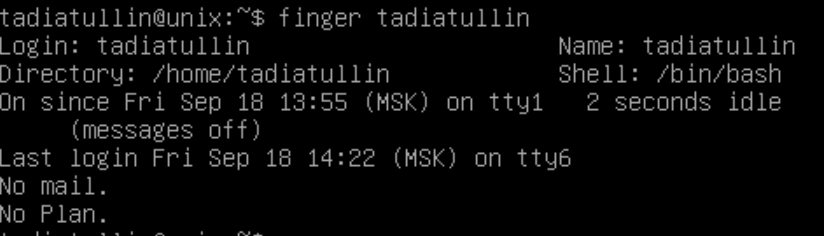 tadiatullin@unix:~$ finger tadiatullin
Login: tadiatullin Name: tadiatullin
Directory: /home/tadiatullin Shell: /bin/bash
On since Fri Sep 18 13:55 (MSK) on tty1 2 seconds idle
(messages off)
Last login Fri Sep 18 14:22 (MSK) on tty6
No mail.
No Plan.